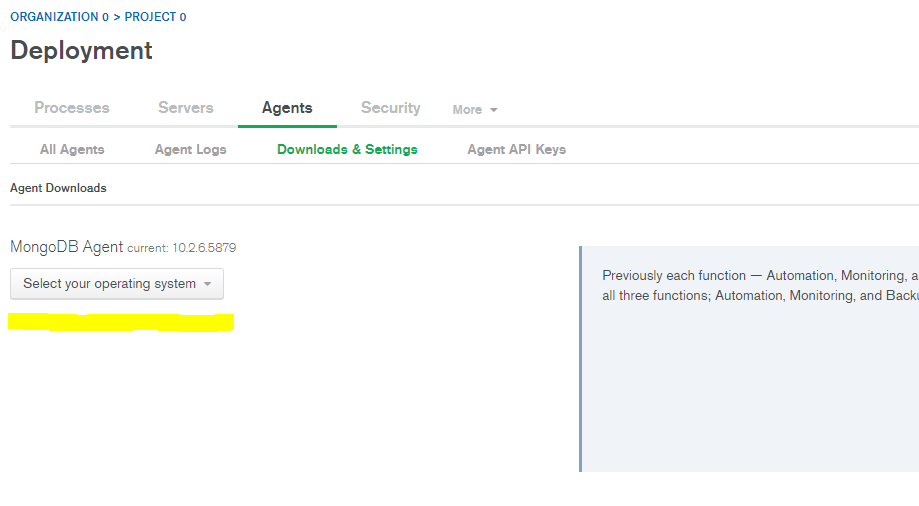 ORGANIZATION 0 > PROJECT 0
Deployment
Processes Servers Agents Security More
All Agents Agent Logs Downloads & Settings Agent API Keys
Agent Downloads
MongoDB Agent current: 10.2.6.5879
Select your operating system
Previously each function — Automation, Monitoring,
all three functions; Automation, Monitoring, and